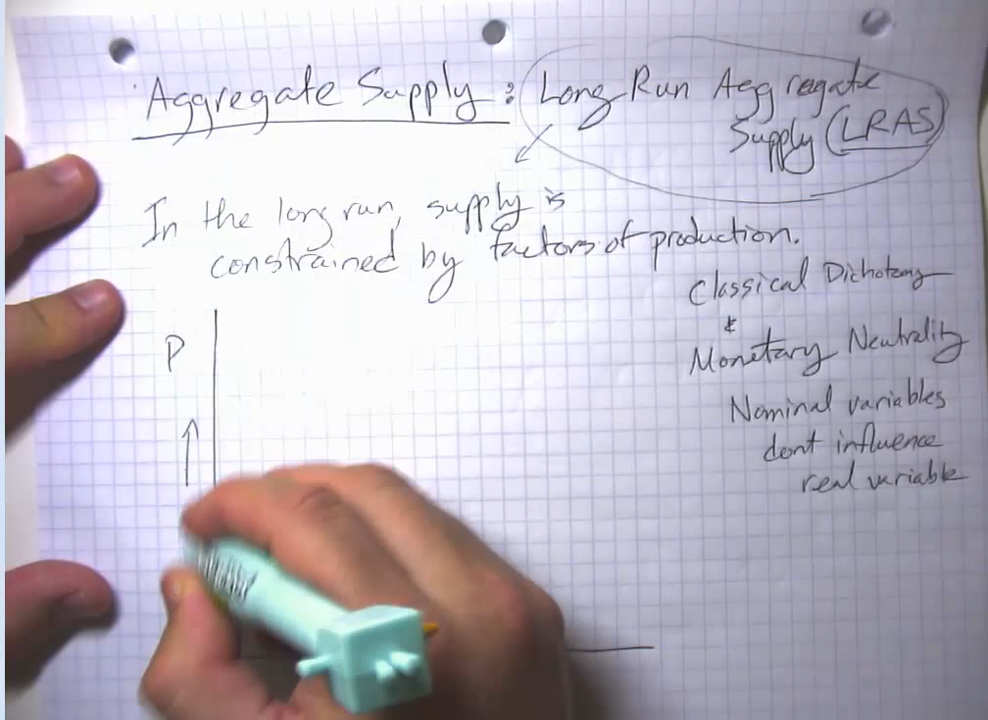 Aggregate Supply: Long Run Aggregate
Supply (LRAS)
In the long run, supply is
constrained by factors of production.
Classical Dichotomy
&
Monetary Neutrality
Nominal variables
dont influence
real variable
P